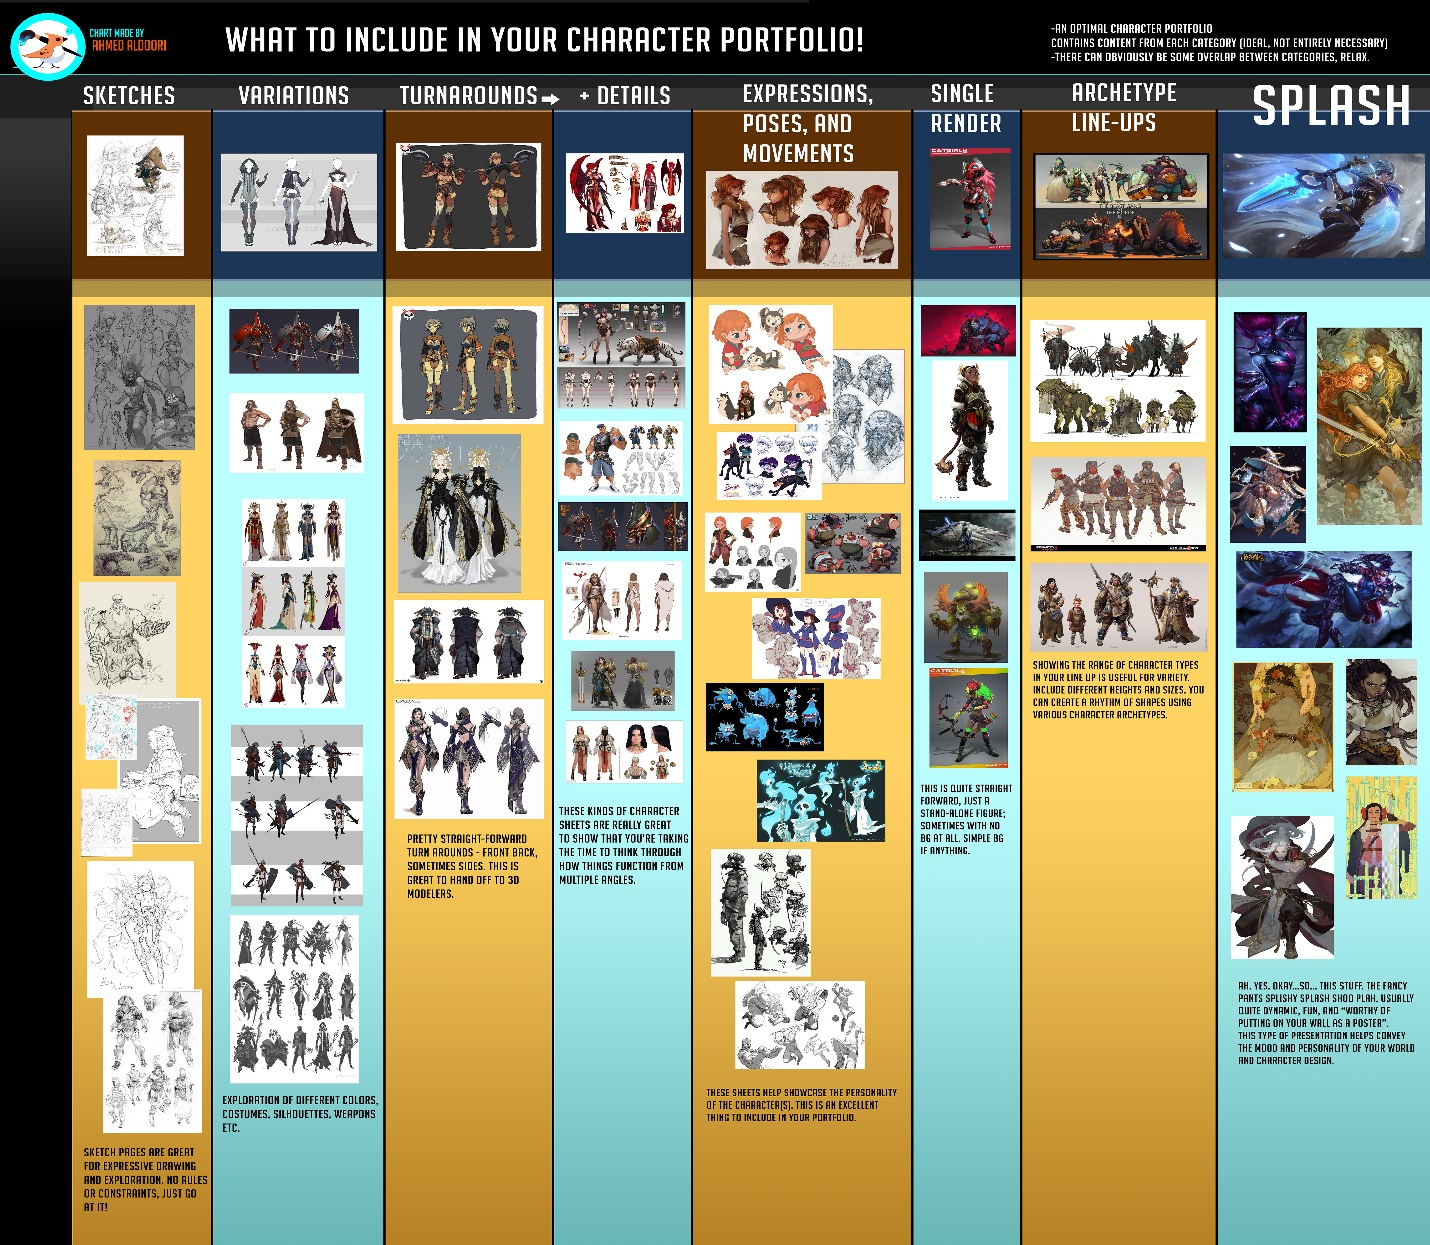 CHART MADE BY
AHMED ALDOORI
WHAT TO INCLUDE IN YOUR CHARACTER PORTFOLIO!
-AN OPTIMAL CHARACTER PORTFOLIO
CONTAINS CONTENT FROM EACH CATEGORY (IDEAL, NOT ENTIRELY NECESSARY)
-THERE CAN OBVIOUSLY BE SOME OVERLAP BETWEEN CATEGORIES, RELAX.
SKETCHES
SKETCH PAGES ARE GREAT
FOR EXPRESSIVE DRAWING
AND EXPLORATION. NO RULES
OR CONSTRAINTS, JUST GO
AT IT!
VARIATIONS
EXPLORATION OF DIFFERENT COLORS,
COSTUMES, SILHOUETTES, WEAPONS
ETC.
TURNAROUNDS
PRETTY STRAIGHT-FORWARD
TURN AROUNDS - FRONT BACK,
SOMETIMES SIDES. THIS IS
GREAT TO HAND OFF TO 3D
MODELERS.
+ DETAILS
THESE KINDS OF CHARACTER
SHEETS ARE REALLY GREAT
TO SHOW THAT YOU'RE TAKING
THE TIME TO THINK THROUGH
HOW THINGS FUNCTION FROM
MULTIPLE ANGLES.
EXPRESSIONS,
POSES, AND
MOVEMENTS
THESE SHEETS HELP SHOWCASE THE PERSONALITY
OF THE CHARACTER(S). THIS IS AN EXCELLENT
THING TO INCLUDE IN YOUR PORTFOLIO.
SINGLE
RENDER
CATGIRLS
THIS IS QUITE STRAIGHT
FORWARD, JUST A
STAND-ALONE FIGURE;
SOMETIMES WITH NO
BG AT ALL. SIMPLE BG
IF ANYTHING.
ARCHETYPE
LINE-UPS
SHOWING THE RANGE OF CHARACTER TYPES
IN YOUR LINE UP IS USEFUL FOR VARIETY.
INCLUDE DIFFERENT HEIGHTS AND SIZES. YOU
CAN CREATE A RHYTHM OF SHAPES USING
VARIOUS CHARACTER ARCHETYPES.
SPLASH
AH. YES. OKAY...SO... THIS STUFF. THE FANCY
PANTS SPLISHY SPLASH SHOO PLAH. USUALLY
QUITE DYNAMIC, FUN, AND "WORTHY OF
PUTTING ON YOUR WALL AS A POSTER".
THIS TYPE OF PRESENTATION HELPS CONVEY
THE MOOD AND PERSONALITY OF YOUR WORLD
AND CHARACTER DESIGN.